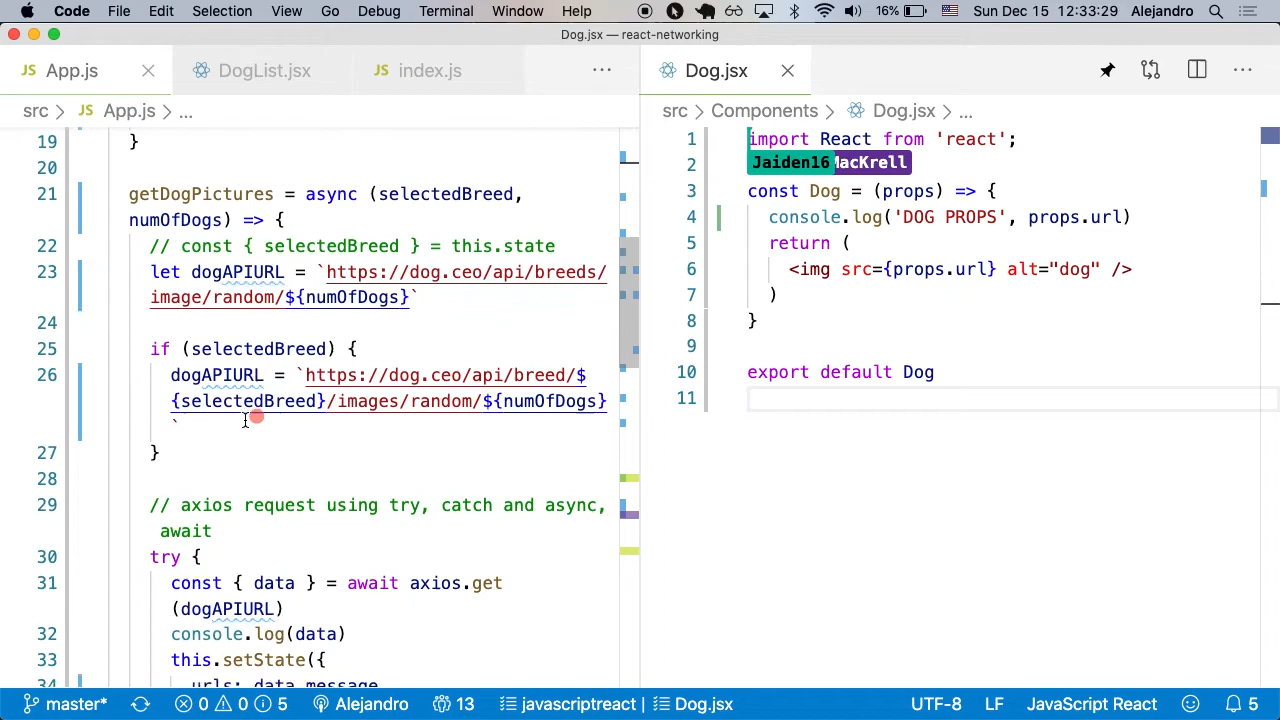 Code File Edit Selection View Go Debug Terminal Window Help 16% Sun Dec 15 12:33:29 Alejandro
Dog.jsx — react-networking
JS App.js DogList.jsx JS index.js ...
src > JS App.js > ...
19 }
20
21 getDogPictures = async (selectedBreed,
numOfDogs) => {
22 // const { selectedBreed } = this.state
23 let dogAPIURL = `https://dog.ceo/api/breeds/
image/random/${numOfDogs}`
24
25 if (selectedBreed) {
26 dogAPIURL = `https://dog.ceo/api/breed/$
{selectedBreed}/images/random/${numOfDogs}
`
27 }
28
29 // axios request using try, catch and async,
await
30 try {
31 const { data } = await axios.get
(dogAPIURL)
32 console.log(data)
33 this.setState({
34 urls: data.message
Dog.jsx ...
src > Components > Dog.jsx > ...
1 import React from 'react';
2 Jaiden16 MacKrell
3 const Dog = (props) => {
4 console.log('DOG PROPS', props.url)
5 return (
6 <img src={props.url} alt="dog" />
7 )
8 }
9
10 export default Dog
11
master* 0 0 5 Alejandro 13 javascriptreact | Dog.jsx UTF-8 LF JavaScript React 5